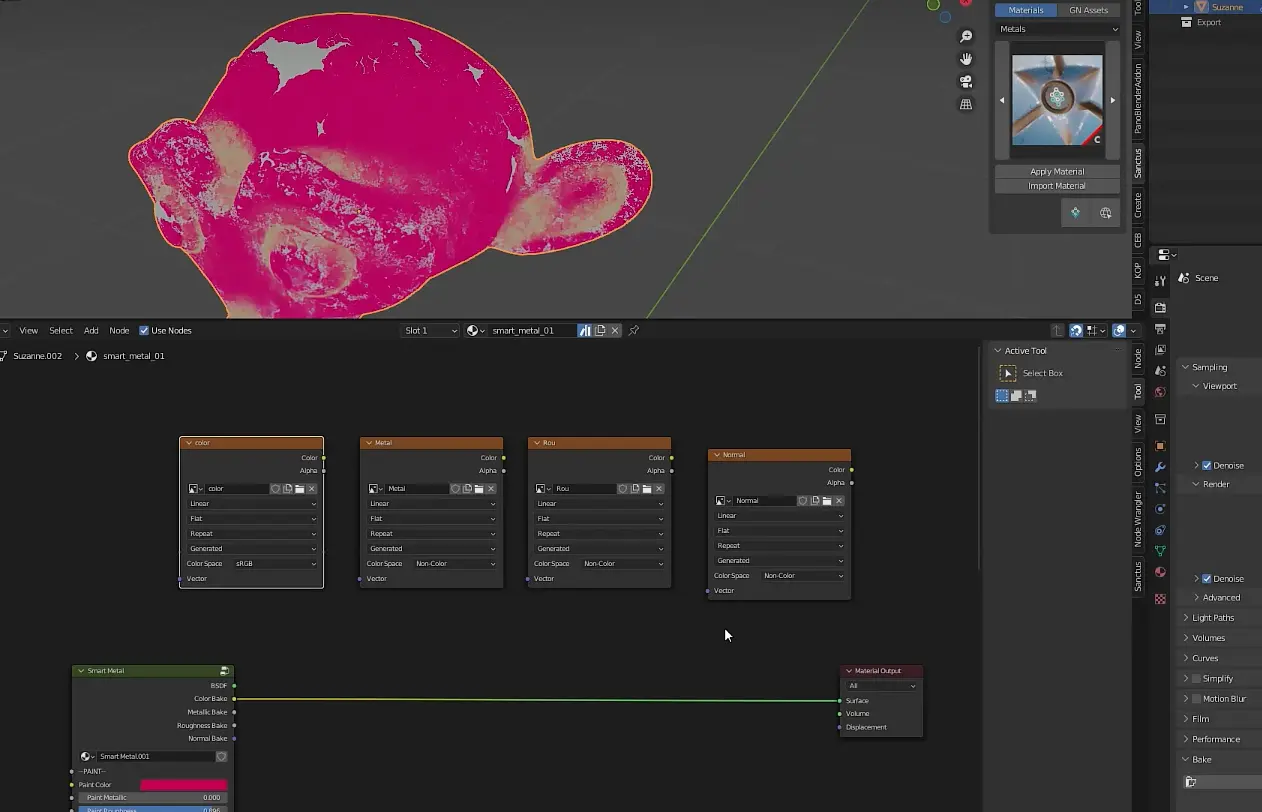 Materials GN Assets
Metals
C
Apply Material
Import Material
Tool
View
PanoBlenderAddon
Sanctus
Create
CEB
KOP
D5
Suzanne
Export
View Select Add Node Use Nodes Slot 1 smart_metal_01
Suzanne.002 > smart_metal_01
color
Color
Alpha
color
Linear
Flat
Repeat
Generated
Color Space sRGB
Vector
Metal
Color
Alpha
Metal
Linear
Flat
Repeat
Generated
Color Space Non-Color
Vector
Rou
Color
Alpha
Rou
Linear
Flat
Repeat
Generated
Color Space Non-Color
Vector
Normal
Color
Alpha
Normal
Linear
Flat
Repeat
Generated
Color Space Non-Color
Vector
Smart Metal
BSDF
Color Bake
Metallic Bake
Roughness Bake
Normal Bake
Smart Metal.001
--PAINT--
Paint Color
Paint Metallic 0.000
Paint Roughness 0.896
Material Output
All
Surface
Volume
Displacement
Active Tool
Select Box
Node
Tool
View
Options
Node Wrangler
Sanctus
Scene
Sampling
Viewport
Denoise
Render
Denoise
Advanced
Light Paths
Volumes
Curves
Simplify
Motion Blur
Film
Performance
Bake